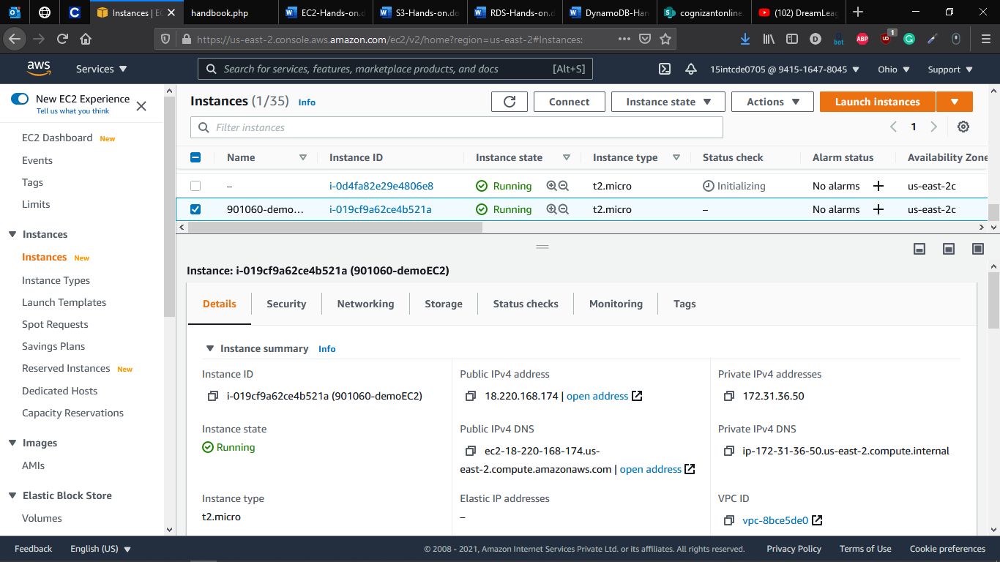 Instances | EC
handbook.php
EC2-Hands-on.d
S3-Hands-on.do
RDS-Hands-on.d
DynamoDB-Han
cognizantonline.
(102) DreamLeag
https://us-east-2.console.aws.amazon.com/ec2/v2/home?region=us-east-2#Instances:
aws
Services
Search for services, features, marketplace products, and docs
[Alt+S]
15intcde0705 @ 9415-1647-8045
Ohio
Support
New EC2 Experience
Tell us what you think
EC2 Dashboard New
Events
Tags
Limits
Instances
Instances New
Instance Types
Launch Templates
Spot Requests
Savings Plans
Reserved Instances New
Dedicated Hosts
Capacity Reservations
Images
AMIs
Elastic Block Store
Volumes
Instances (1/35) Info
Connect
Instance state
Actions
Launch instances
Filter instances
1
Name Instance ID Instance state Instance type Status check Alarm status Availability Zone
– i-0d4fa82e29e4806e8 Running t2.micro Initializing No alarms + us-east-2c
901060-demo… i-019cf9a62ce4b521a Running t2.micro – No alarms + us-east-2c
Instance: i-019cf9a62ce4b521a (901060-demoEC2)
Details Security Networking Storage Status checks Monitoring Tags
Instance summary Info
Instance ID
i-019cf9a62ce4b521a (901060-demoEC2)
Public IPv4 address
18.220.168.174 | open address
Private IPv4 addresses
172.31.36.50
Instance state
Running
Public IPv4 DNS
ec2-18-220-168-174.us-
east-2.compute.amazonaws.com | open address
Private IPv4 DNS
ip-172-31-36-50.us-east-2.compute.internal
Instance type
t2.micro
Elastic IP addresses
–
VPC ID
vpc-8bce5de0
Feedback
English (US)
© 2008 - 2021, Amazon Internet Services Private Ltd. or its affiliates. All rights reserved.
Privacy Policy
Terms of Use
Cookie preferences